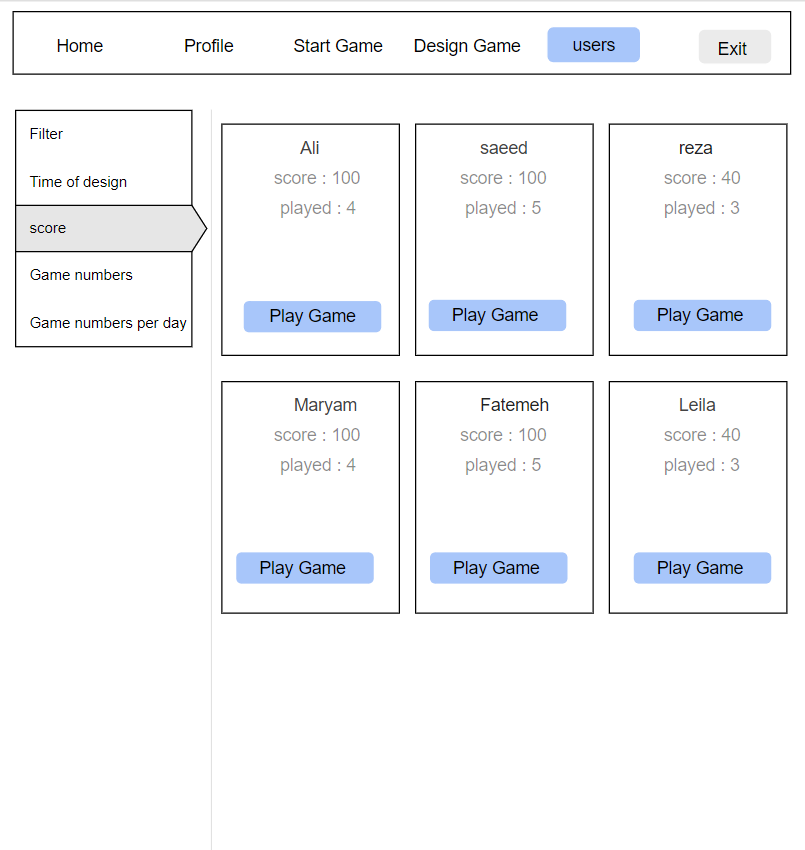 Home Profile Start Game Design Game users Exit
Filter
Time of design
score
Game numbers
Game numbers per day
Ali
score : 100
played : 4
Play Game
saeed
score : 100
played : 5
Play Game
reza
score : 40
played : 3
Play Game
Maryam
score : 100
played : 4
Play Game
Fatemeh
score : 100
played : 5
Play Game
Leila
score : 40
played : 3
Play Game